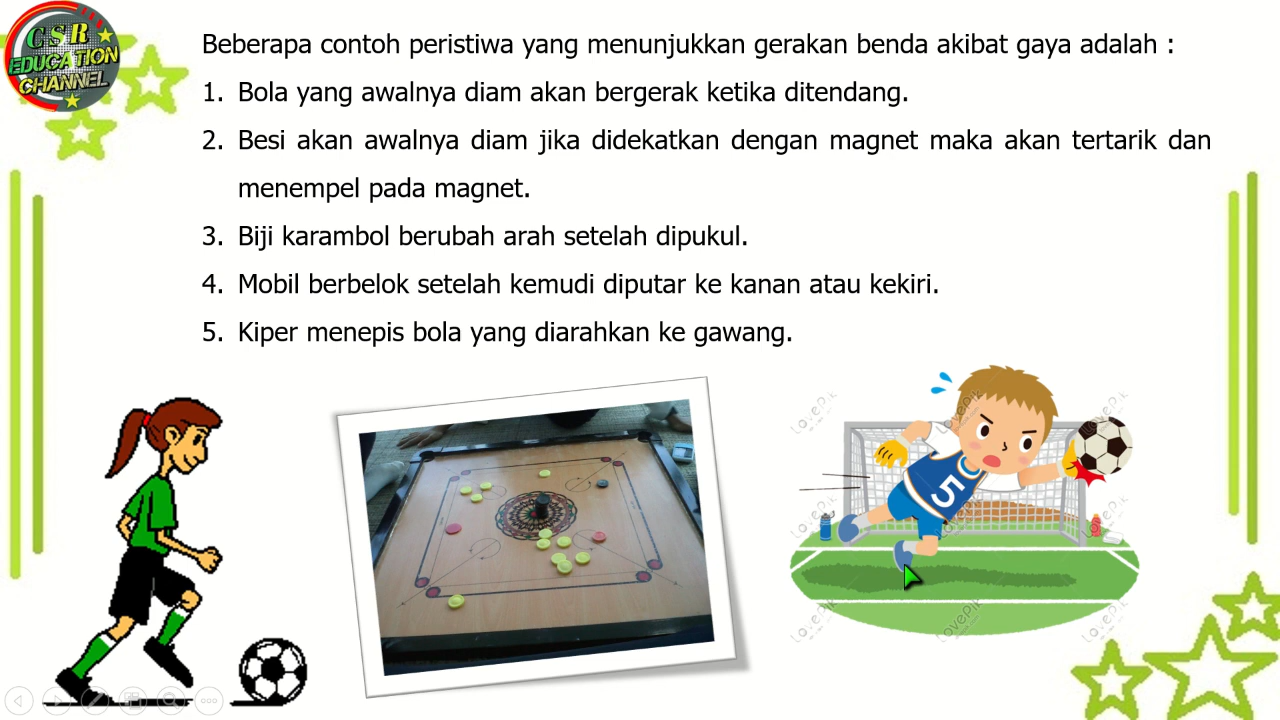 CSR
EDUCATION
CHANNEL
Beberapa contoh peristiwa yang menunjukkan gerakan benda akibat gaya adalah :
1. Bola yang awalnya diam akan bergerak ketika ditendang.
2. Besi akan awalnya diam jika didekatkan dengan magnet maka akan tertarik dan
menempel pada magnet.
3. Biji karambol berubah arah setelah dipukul.
4. Mobil berbelok setelah kemudi diputar ke kanan atau kekiri.
5. Kiper menepis bola yang diarahkan ke gawang.
5